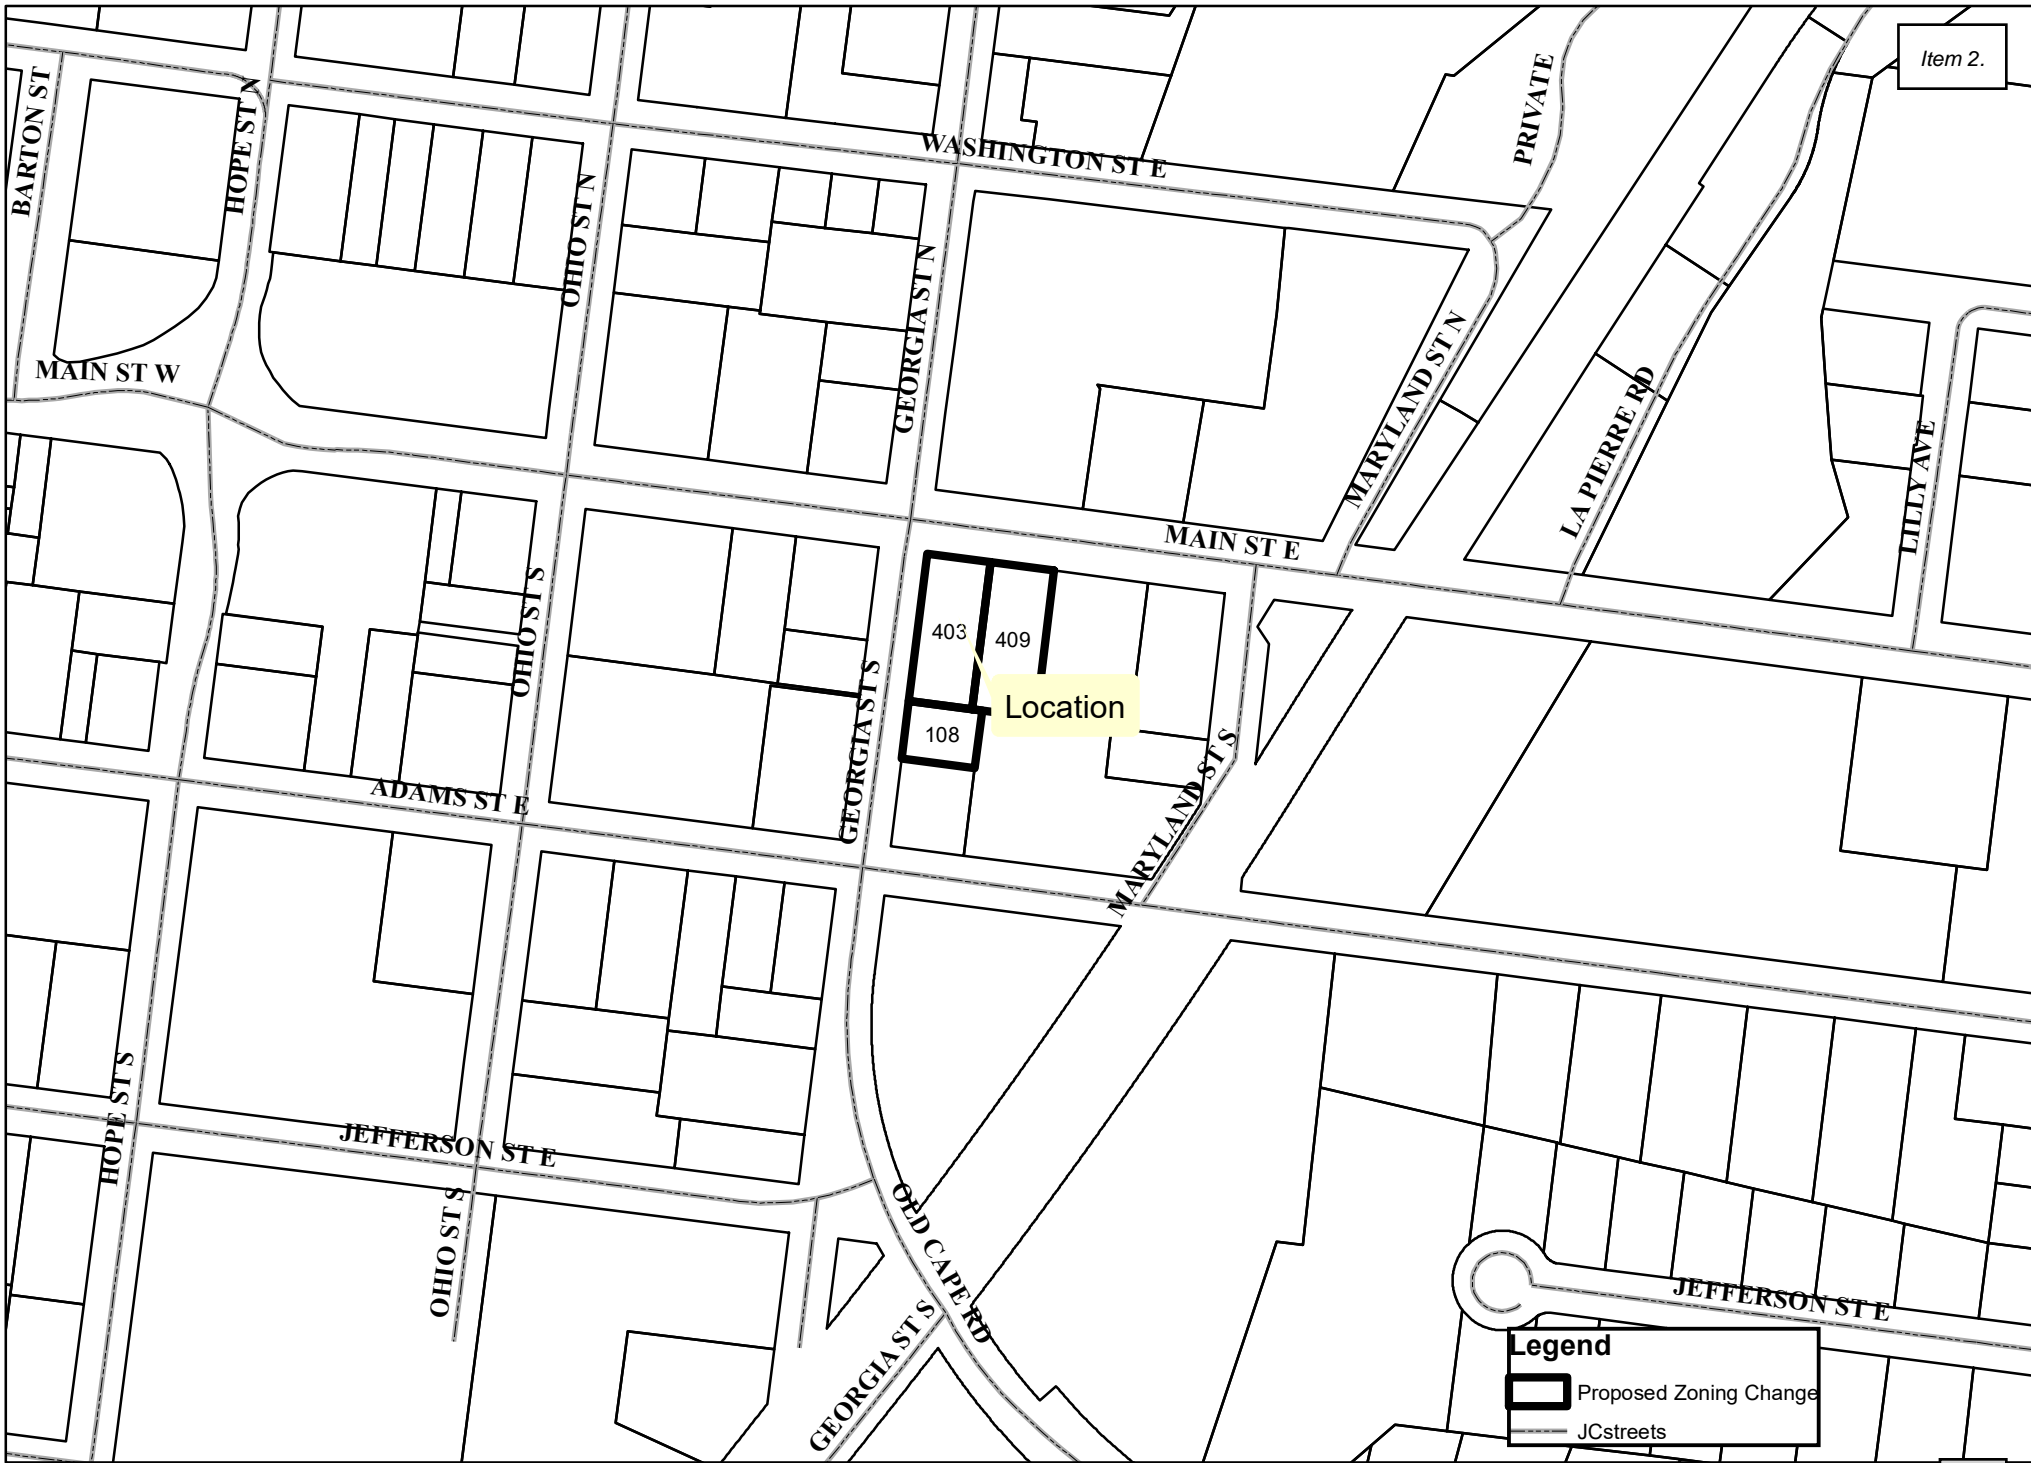 Item 2.
BARTON ST
HOPE ST N
OHIO ST N
GEORGIA ST N
WASHINGTON ST E
PRIVATE
MARYLAND ST N
LA PIERRE RD
LILLY AVE
MAIN ST W
MAIN ST E
OHIO ST S
GEORGIA ST S
403
409
Location
108
MARYLAND ST S
ADAMS ST E
HOPE ST S
JEFFERSON ST E
OHIO ST S
OLD CAPE RD
GEORGIA ST S
JEFFERSON ST E
Legend
Proposed Zoning Change
JCstreets